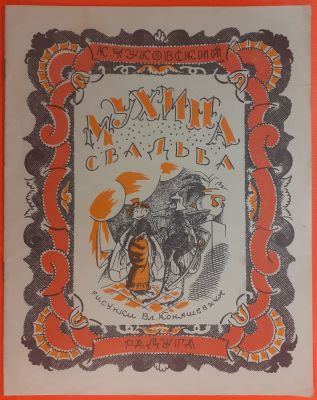 К. ЧУКОВСКИЙ
МУХИНА
СВАДЬБА
РИСУНКИ Вл. КОНАШЕВИЧА
РАДУГА